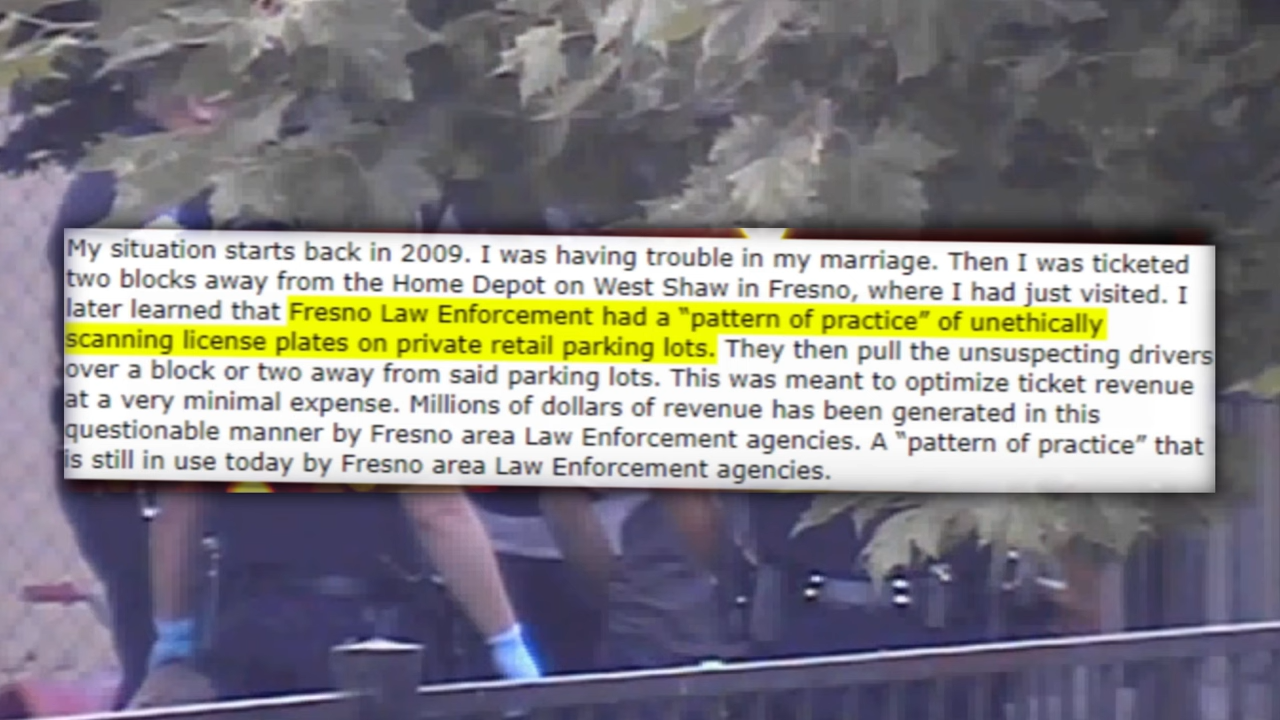 My situation starts back in 2009. I was having trouble in my marriage. Then I was ticketed
two blocks away from the Home Depot on West Shaw in Fresno, where I had just visited. I
later learned that Fresno Law Enforcement had a "pattern of practice” of unethically
scanning license plates on private retail parking lots. They then pull the unsuspecting drivers
over a block or two away from said parking lots. This was meant to optimize ticket revenue
at a very minimal expense. Millions of dollars of revenue has been generated in this
questionable manner by Fresno area Law Enforcement agencies. A “pattern of practice” that
is still in use today by Fresno area Law Enforcement agencies.